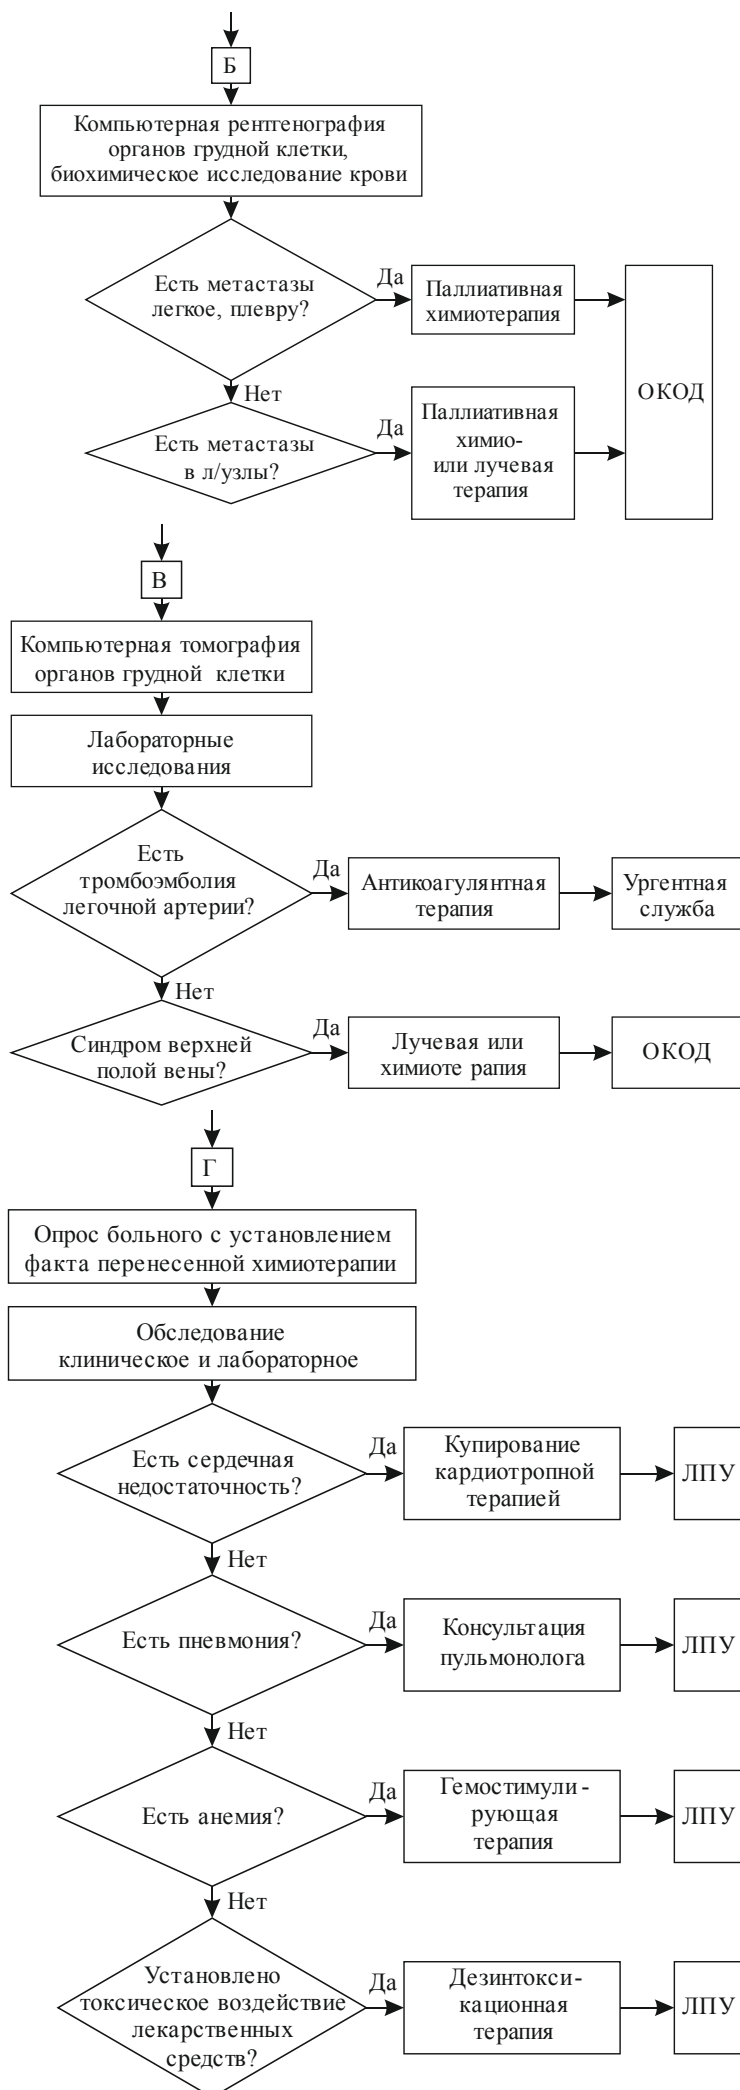 Б
Компьютерная рентгенография
органов грудной клетки,
биохимическое исследование крови
Есть метастазы
легкое, плевру?
Да
Паллиативная
химиотерапия
ОКОД
Нет
Есть метастазы
в л/узлы?
Да
Паллиативная
химио-
или лучевая
терапия
В
Компьютерная томография
органов грудной клетки
Лабораторные
исследования
Есть
тромбоэмболия
легочной артерии?
Да
Антикоагулянтная
терапия
Ургентная
служба
Нет
Синдром верхней
полой вены?
Да
Лучевая или
химиоте рапия
ОКОД
Г
Опрос больного с установлением
факта перенесенной химиотерапии
Обследование
клиническое и лабораторное
Есть сердечная
недостаточность?
Да
Купирование
кардиотропной
терапией
ЛПУ
Нет
Есть пневмония?
Да
Консультация
пульмонолога
ЛПУ
Нет
Есть анемия?
Да
Гемостимули-
рующая
терапия
ЛПУ
Нет
Установлено
токсическое воздействие
лекарственных
средств?
Да
Дезинтокси-
кационная
терапия
ЛПУ